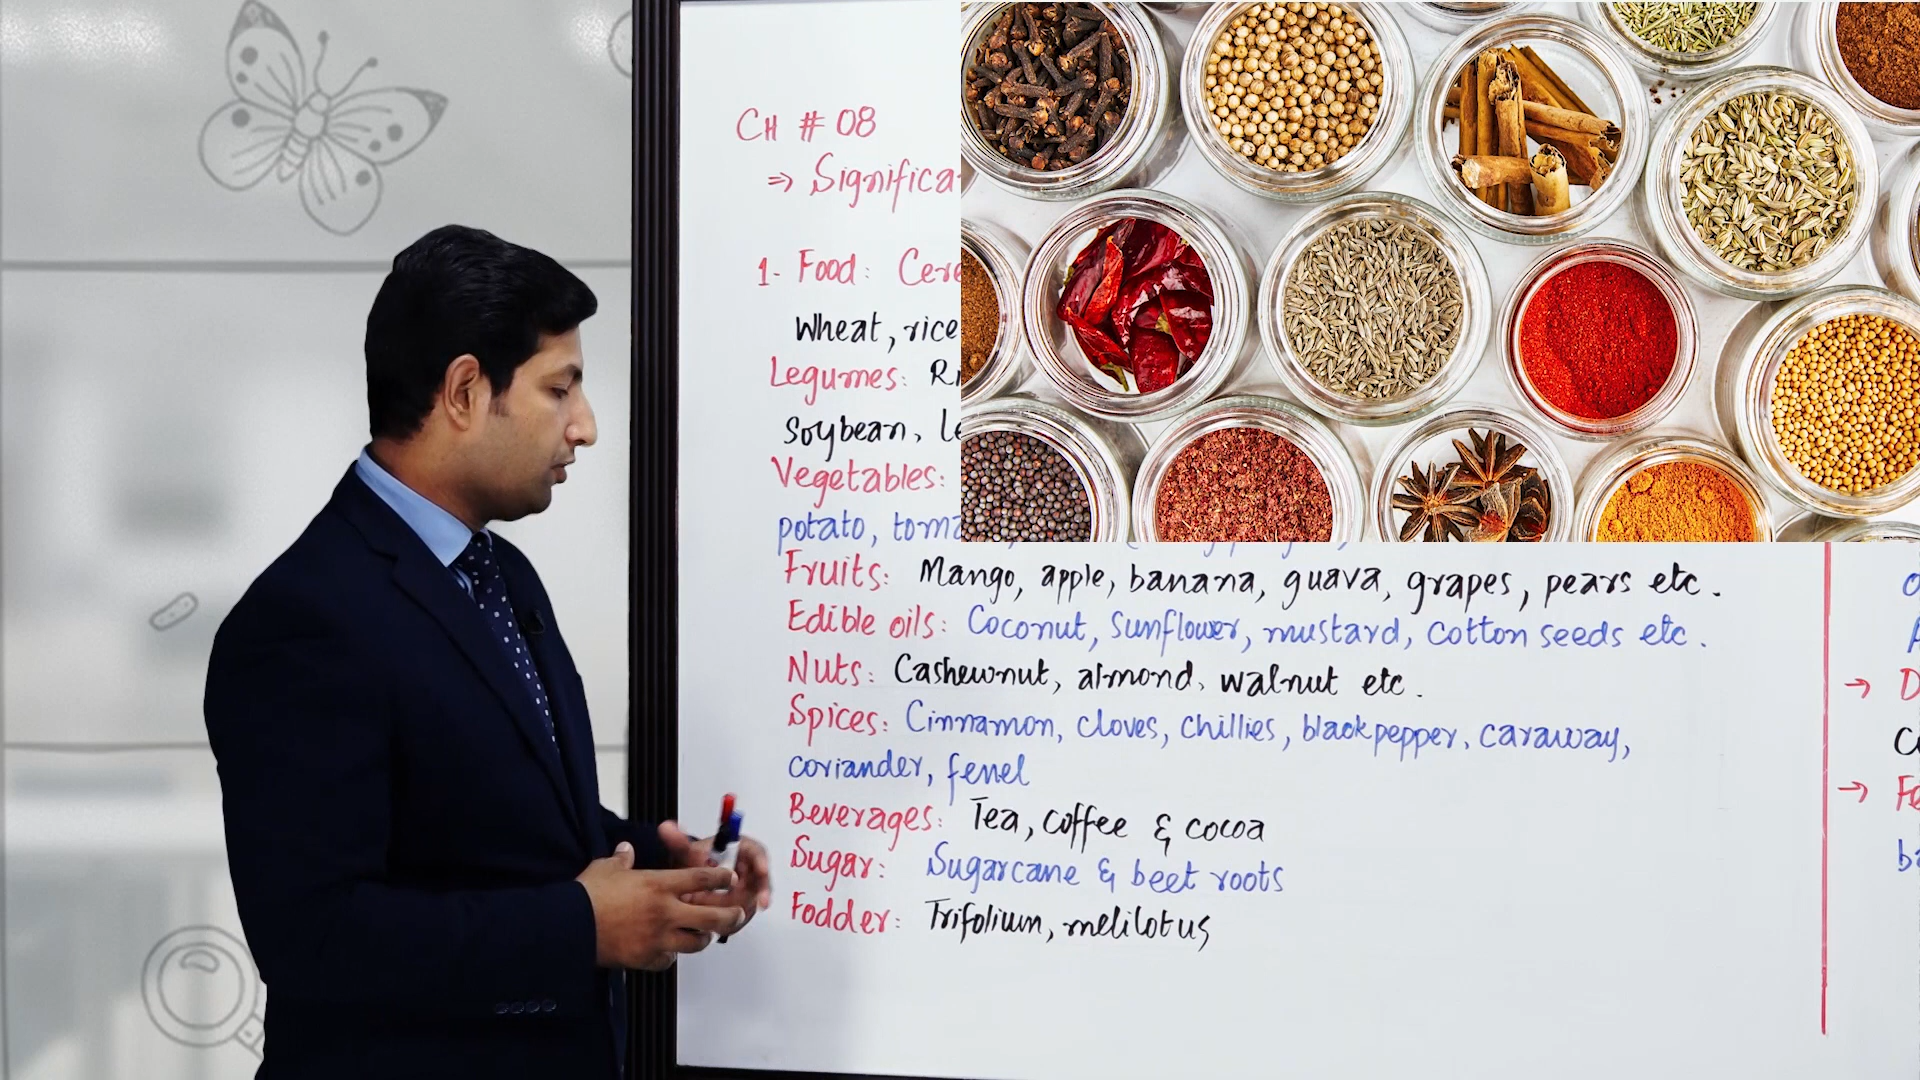 CH # 08
⇒ Significa
1- Food: Cere
Wheat, rice
Legumes:
Soybean,
Vegetables:
potato, toma
Fruits: Mango, apple, banana, guava, grapes, pears etc.
Edible oils: Coconut, Sunflower, mustard, cotton seeds etc.
Nuts: Cashewnut, almond, walnut etc.
Spices: Cinnamon, cloves, chillies, blackpepper, caraway,
coriander, fennel
Beverages: Tea, coffee & cocoa
Sugar: Sugarcane & beet roots
Fodder: Trifolium, melilotus